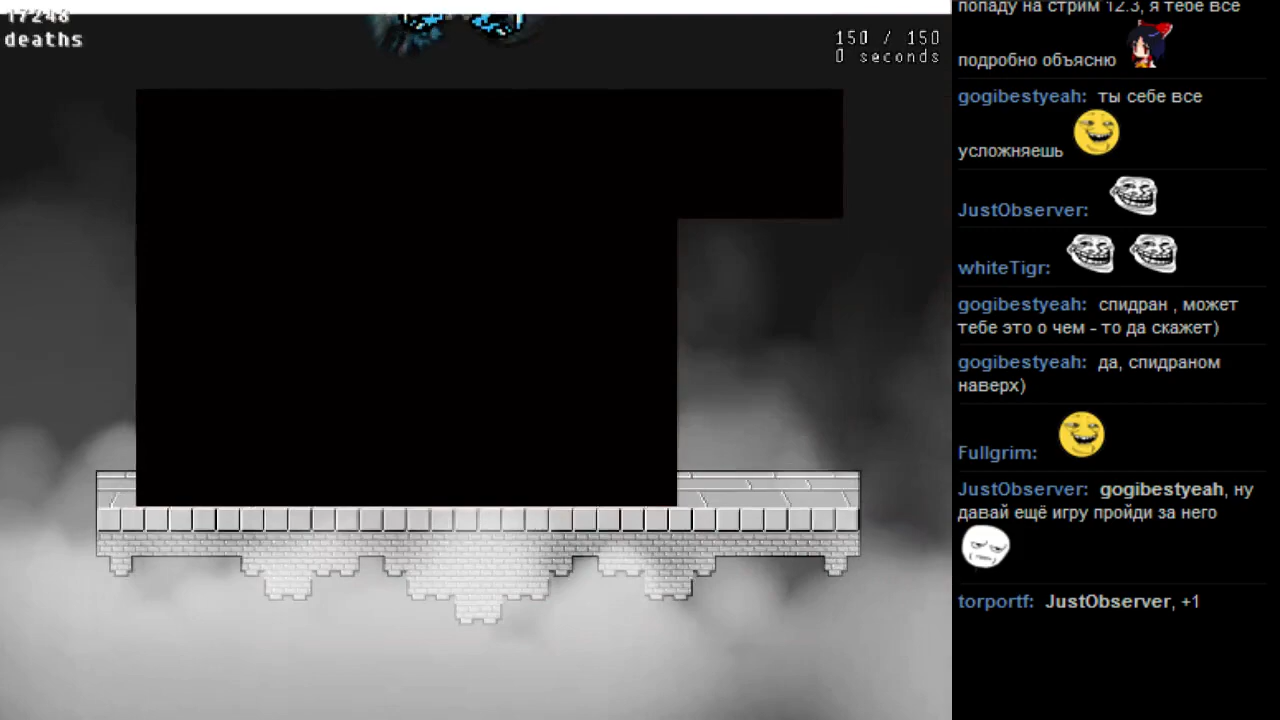 17248
deaths
150 / 150
0 seconds
попаду на стрим 12.3, я тебе все
подробно объясню
gogibestyeah: ты себе все
усложняешь
JustObserver:
whiteTigr:
gogibestyeah: спидран , может
тебе это о чем - то да скажет)
gogibestyeah: да, спидраном
наверх)
Fullgrim:
JustObserver: gogibestyeah, ну
давай ещё игру пройди за него
torportf: JustObserver, +1